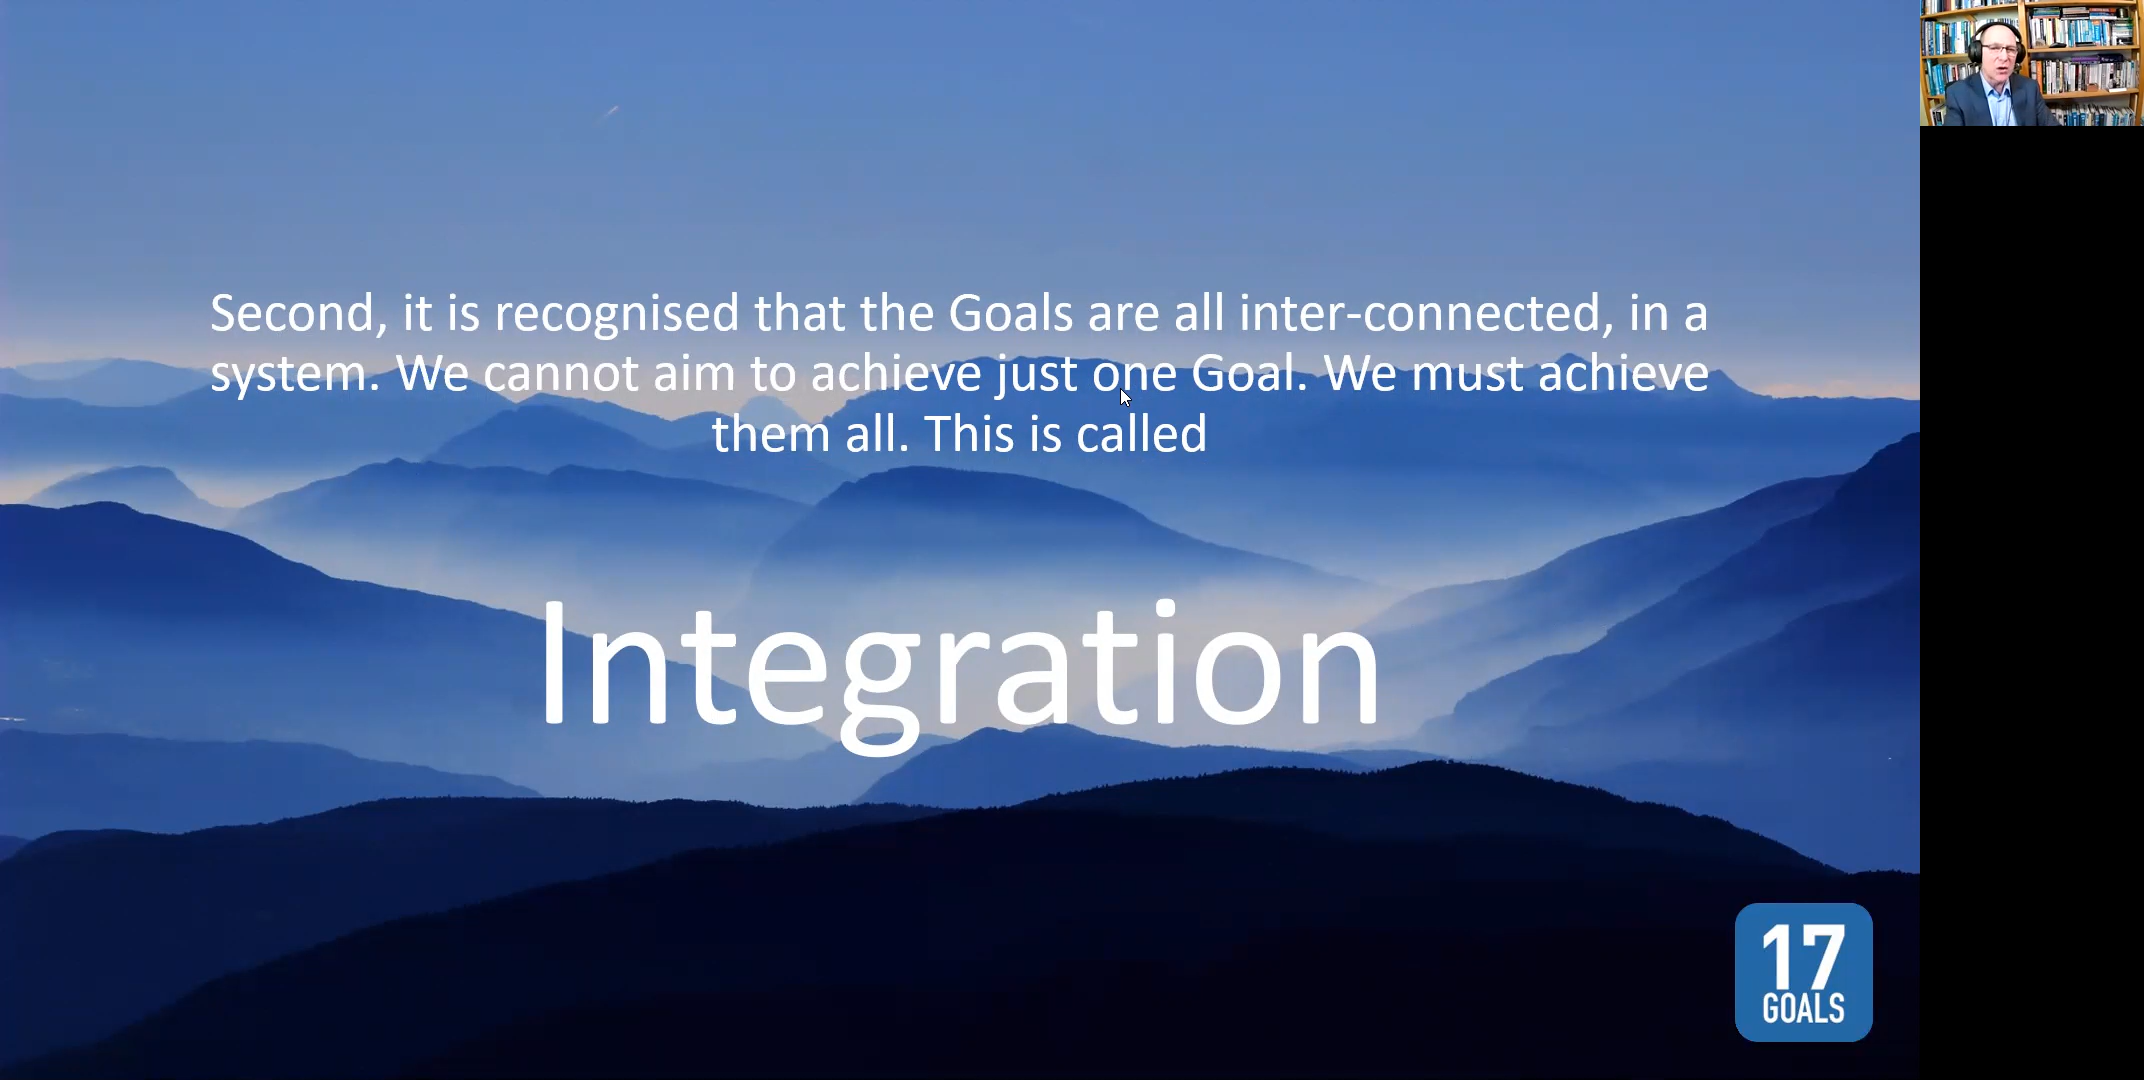 Second, it is recognised that the Goals are all inter-connected, in a
system. We cannot aim to achieve just one Goal. We must achieve
them all. This is called
Integration
17
GOALS